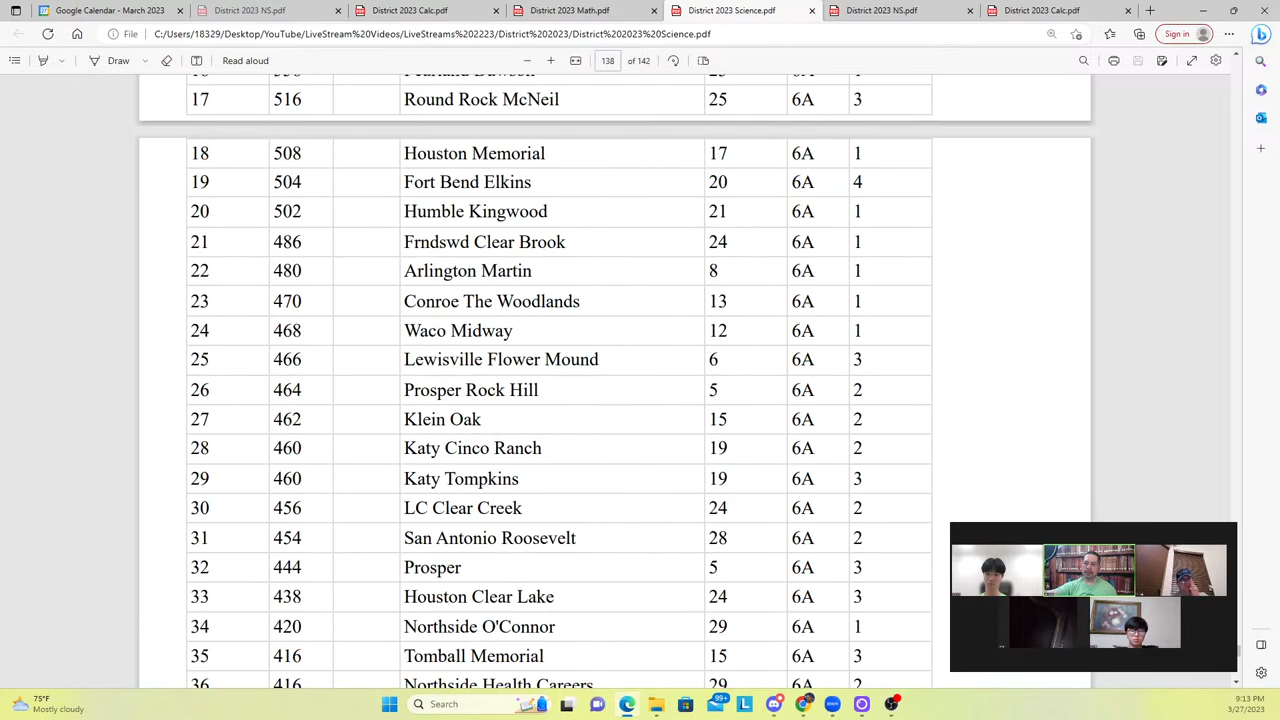 Google Calendar - March 2023
District 2023 NS.pdf
District 2023 Calc.pdf
District 2023 Math.pdf
District 2023 Science.pdf
District 2023 Ns.pdf
District 2023 Calc.pdf
File C:/Users/18329/Desktop/YouTube/LiveStream%20Videos/LiveStreams%202223/District%202023/District%202023%20Science.pdf
Sign in
Draw Read aloud 138 of 142
17 516 Round Rock McNeil 25 6A 3
18 508 Houston Memorial 17 6A 1
19 504 Fort Bend Elkins 20 6A 4
20 502 Humble Kingwood 21 6A 1
21 486 Frndswd Clear Brook 24 6A 1
22 480 Arlington Martin 8 6A 1
23 470 Conroe The Woodlands 13 6A 1
24 468 Waco Midway 12 6A 1
25 466 Lewisville Flower Mound 6 6A 3
26 464 Prosper Rock Hill 5 6A 2
27 462 Klein Oak 15 6A 2
28 460 Katy Cinco Ranch 19 6A 2
29 460 Katy Tompkins 19 6A 3
30 456 LC Clear Creek 24 6A 2
31 454 San Antonio Roosevelt 28 6A 2
32 444 Prosper 5 6A 3
33 438 Houston Clear Lake 24 6A 3
34 420 Northside O'Connor 29 6A 1
35 416 Tomball Memorial 15 6A 3
36 416 Northside Health Careers 29 6A 2
75°F
Mostly cloudy
Search
99+
9:13 PM
3/27/2023